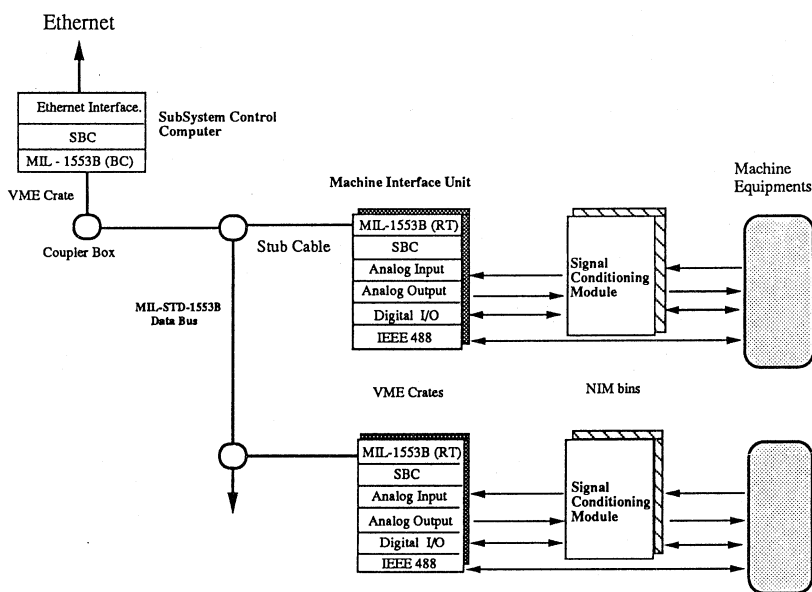 Ethernet
Ethernet Interface.
SBC
MIL - 1553B (BC)
SubSystem Control
Computer
VME Crate
Coupler Box
Stub Cable
MIL-STD-1553B
Data Bus
Machine Interface Unit
MIL-1553B (RT)
SBC
Analog Input
Analog Output
Digital I/O
IEEE 488
Signal
Conditioning
Module
Machine
Equipments
VME Crates
NIM bins
MIL-1553B (RT)
SBC
Analog Input
Analog Output
Digital I/O
IEEE 488
Signal
Conditioning
Module